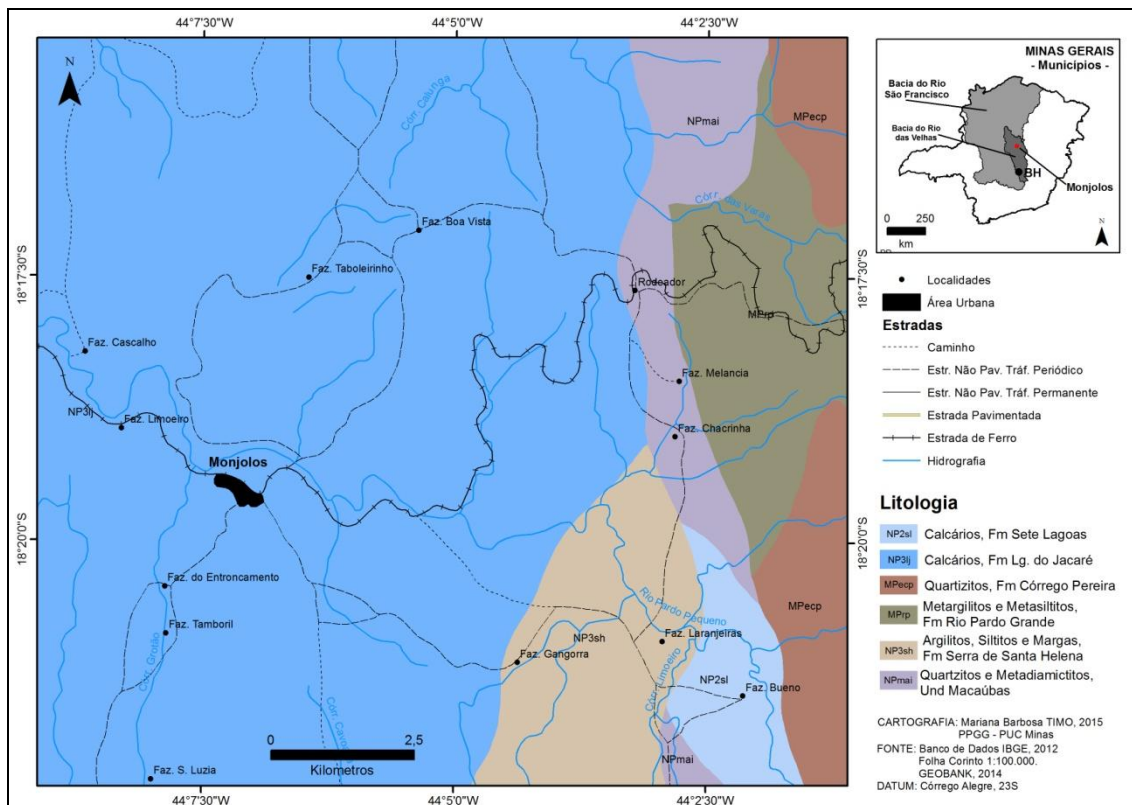 44°7'30"W
44°5'0"W
44°2'30"W
N
Córr. Calunga
NPmai
MPecp
Córr. das Varas
Faz. Boa Vista
18°17'30"S
18°17'30"S
Faz. Taboleirinho
Rodeador
MPrp
Faz. Cascalho
Faz. Melancia
NP3lj
Faz. Limoeiro
Faz. Chacrinha
Monjolos
18°20'0"S
18°20'0"S
Faz. do Entroncamento
Rio Pardo Pequeno
MPecp
Faz. Tamboril
NP3sh
Faz. Laranjeiras
Faz. Gangorra
Córr. Grotão
Córr. Limoeiro
NP2sl
Faz. Bueno
0
2,5
Kilometros
NPmai
Faz. S. Luzia
44°7'30"W
44°5'0"W
44°2'30"W
MINAS GERAIS
- Municípios -
Bacia do Rio
São Francisco
Bacia do Rio
das Velhas
BH
Monjolos
0 250
km
N
Localidades
Área Urbana
Estradas
Caminho
Estr. Não Pav. Tráf. Periódico
Estr. Não Pav. Tráf. Permanente
Estrada Pavimentada
Estrada de Ferro
Hidrografia
Litologia
NP2sl Calcários, Fm Sete Lagoas
NP3lj Calcários, Fm Lg. do Jacaré
MPecp Quartizitos, Fm Córrego Pereira
MPrp Metargilitos e Metasiltitos,
Fm Rio Pardo Grande
NP3sh Argilitos, Siltitos e Margas,
Fm Serra de Santa Helena
NPmai Quartzitos e Metadiamictitos,
Und Macaúbas
CARTOGRAFIA: Mariana Barbosa TIMO, 2015
PPGG - PUC Minas
FONTE: Banco de Dados IBGE, 2012
Folha Corinto 1:100.000.
GEOBANK, 2014
DATUM: Córrego Alegre, 23S